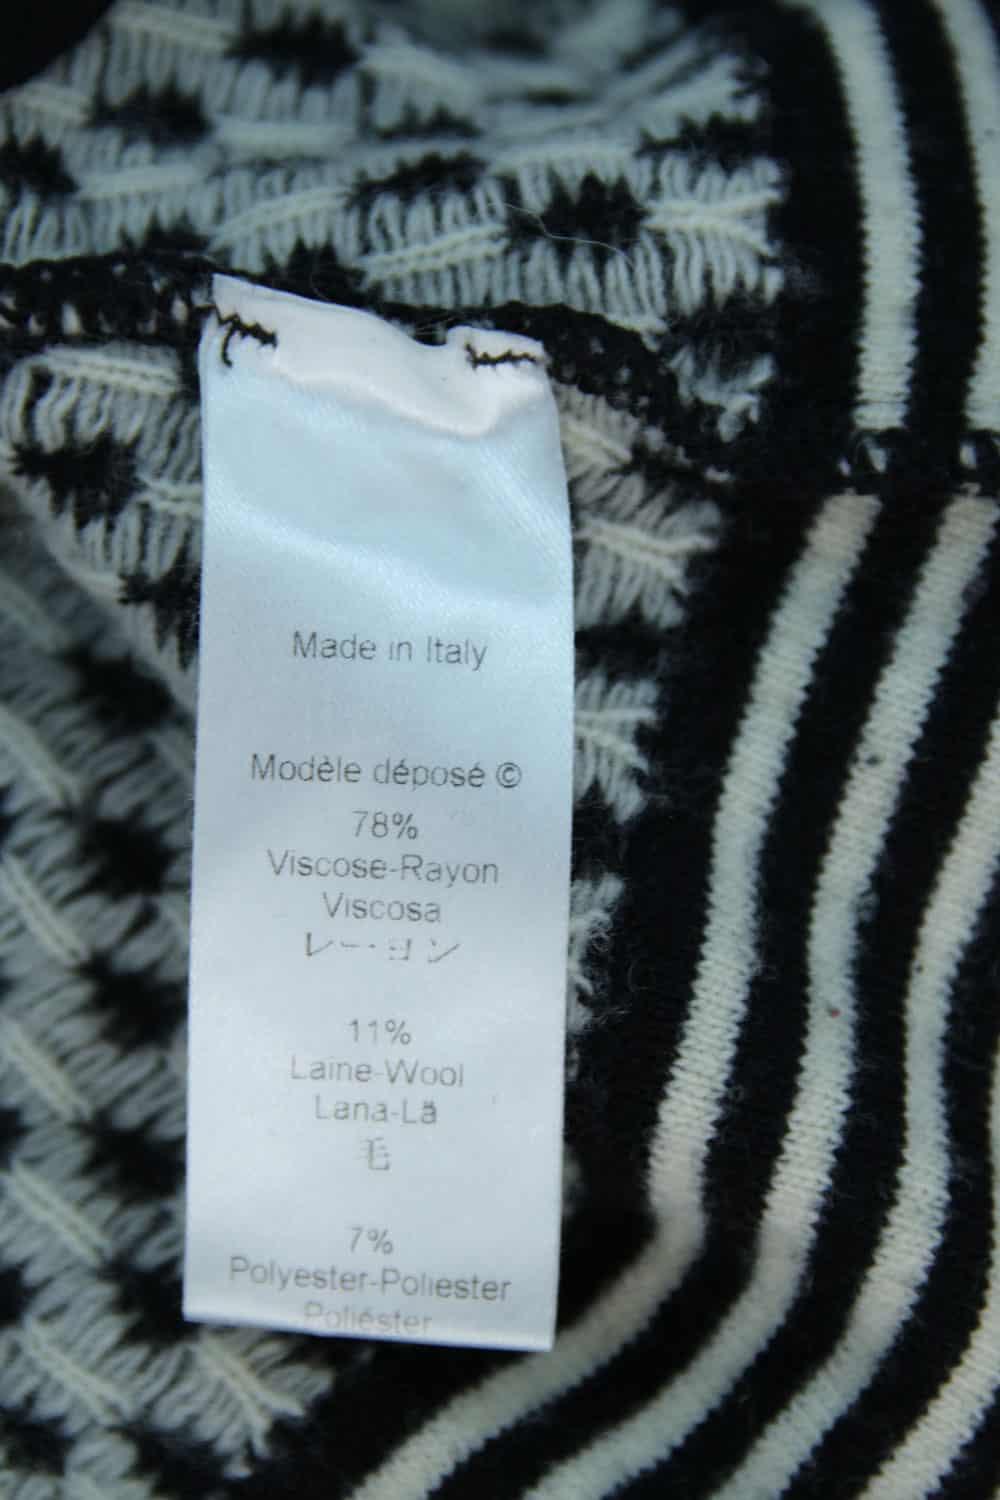 Made in Italy
Modèle déposé ©
78%
Viscose-Rayon
Viscosa
レーヨン
11%
Laine-Wool
Lana-Lã
毛
7%
Polyester-Poliester
Poliéster